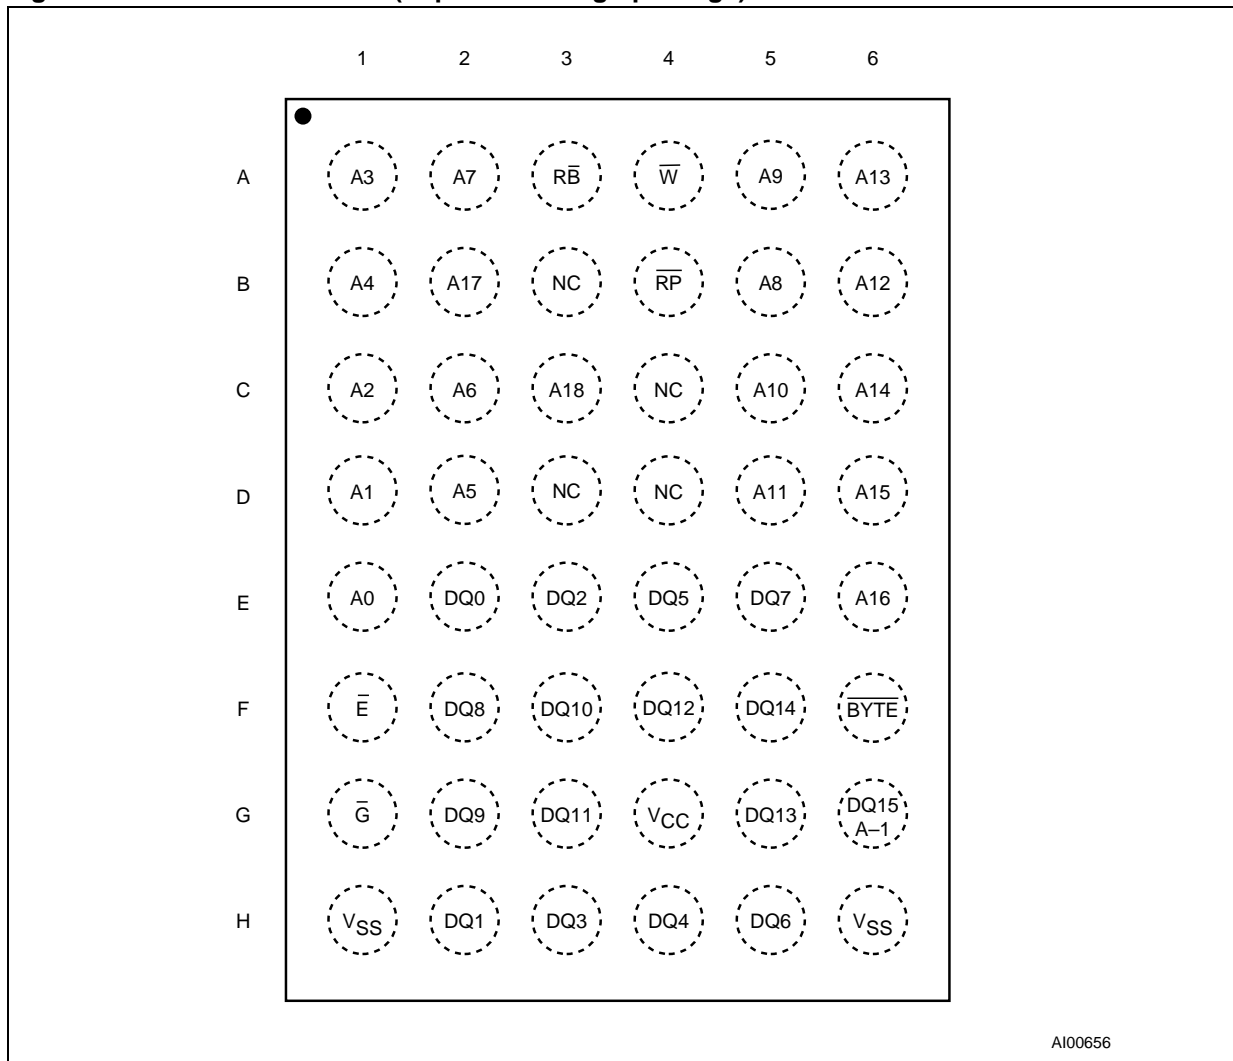 1 2 3 4 5 6
A A3 A7 RB̅ W̅ A9 A13
B A4 A17 NC R̅P̅ A8 A12
C A2 A6 A18 NC A10 A14
D A1 A5 NC NC A11 A15
E A0 DQ0 DQ2 DQ5 DQ7 A16
F E̅ DQ8 DQ10 DQ12 DQ14 B̅Y̅T̅E̅
G G̅ DQ9 DQ11 VCC DQ13 DQ15 A–1
H VSS DQ1 DQ3 DQ4 DQ6 VSS
AI00656